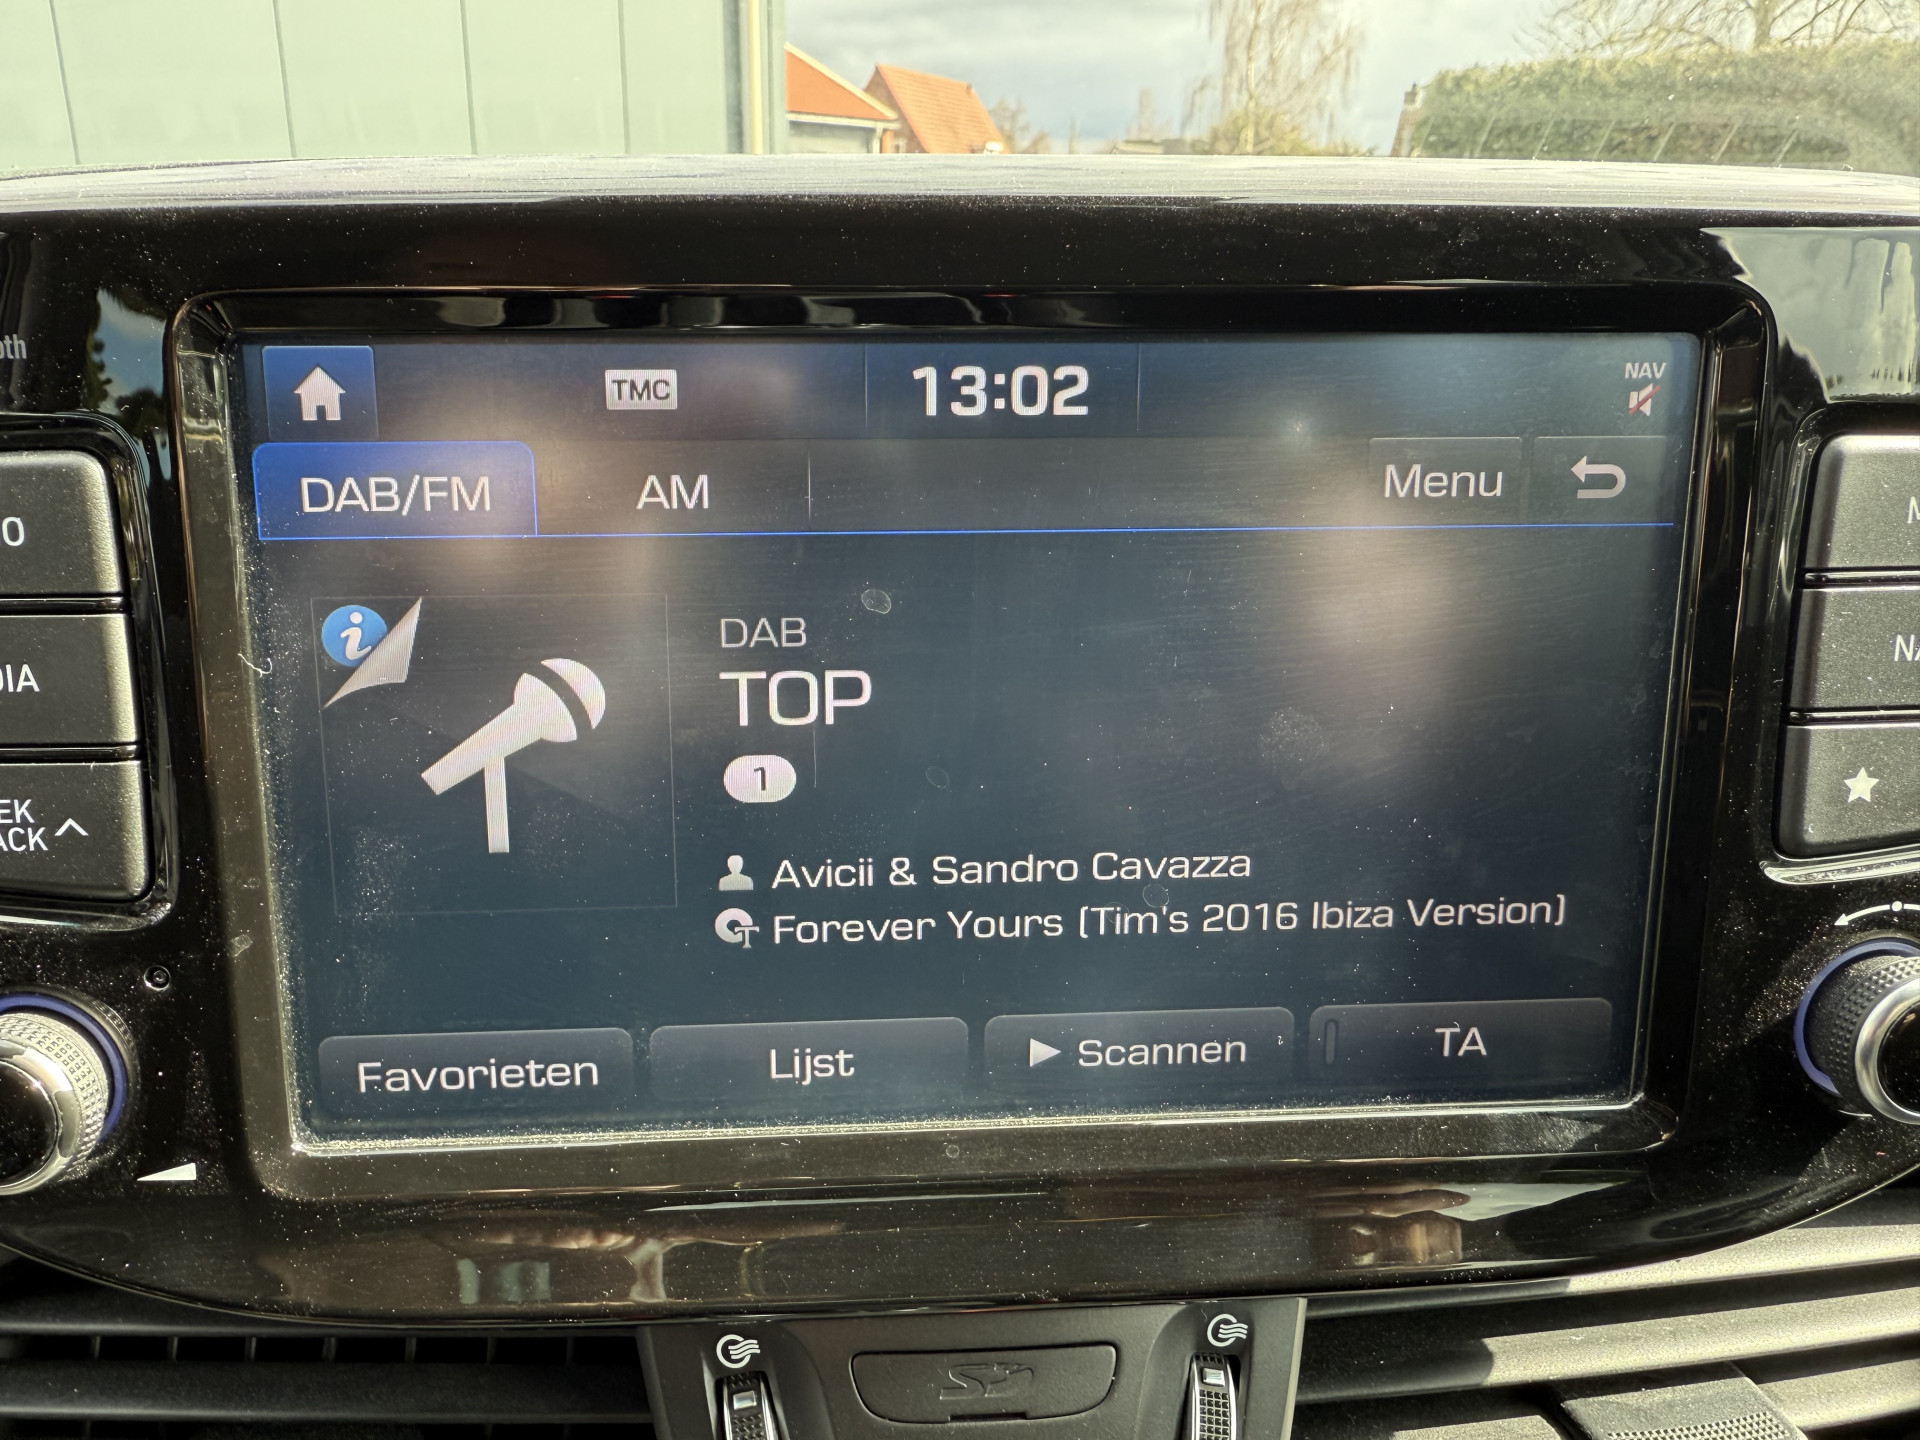 TMC
13:02
NAV
DAB/FM
AM
Menu
DAB
TOP
1
Avicii & Sandro Cavazza
Forever Yours (Tim's 2016 Ibiza Version)
Favorieten
Lijst
Scannen
TA
SD